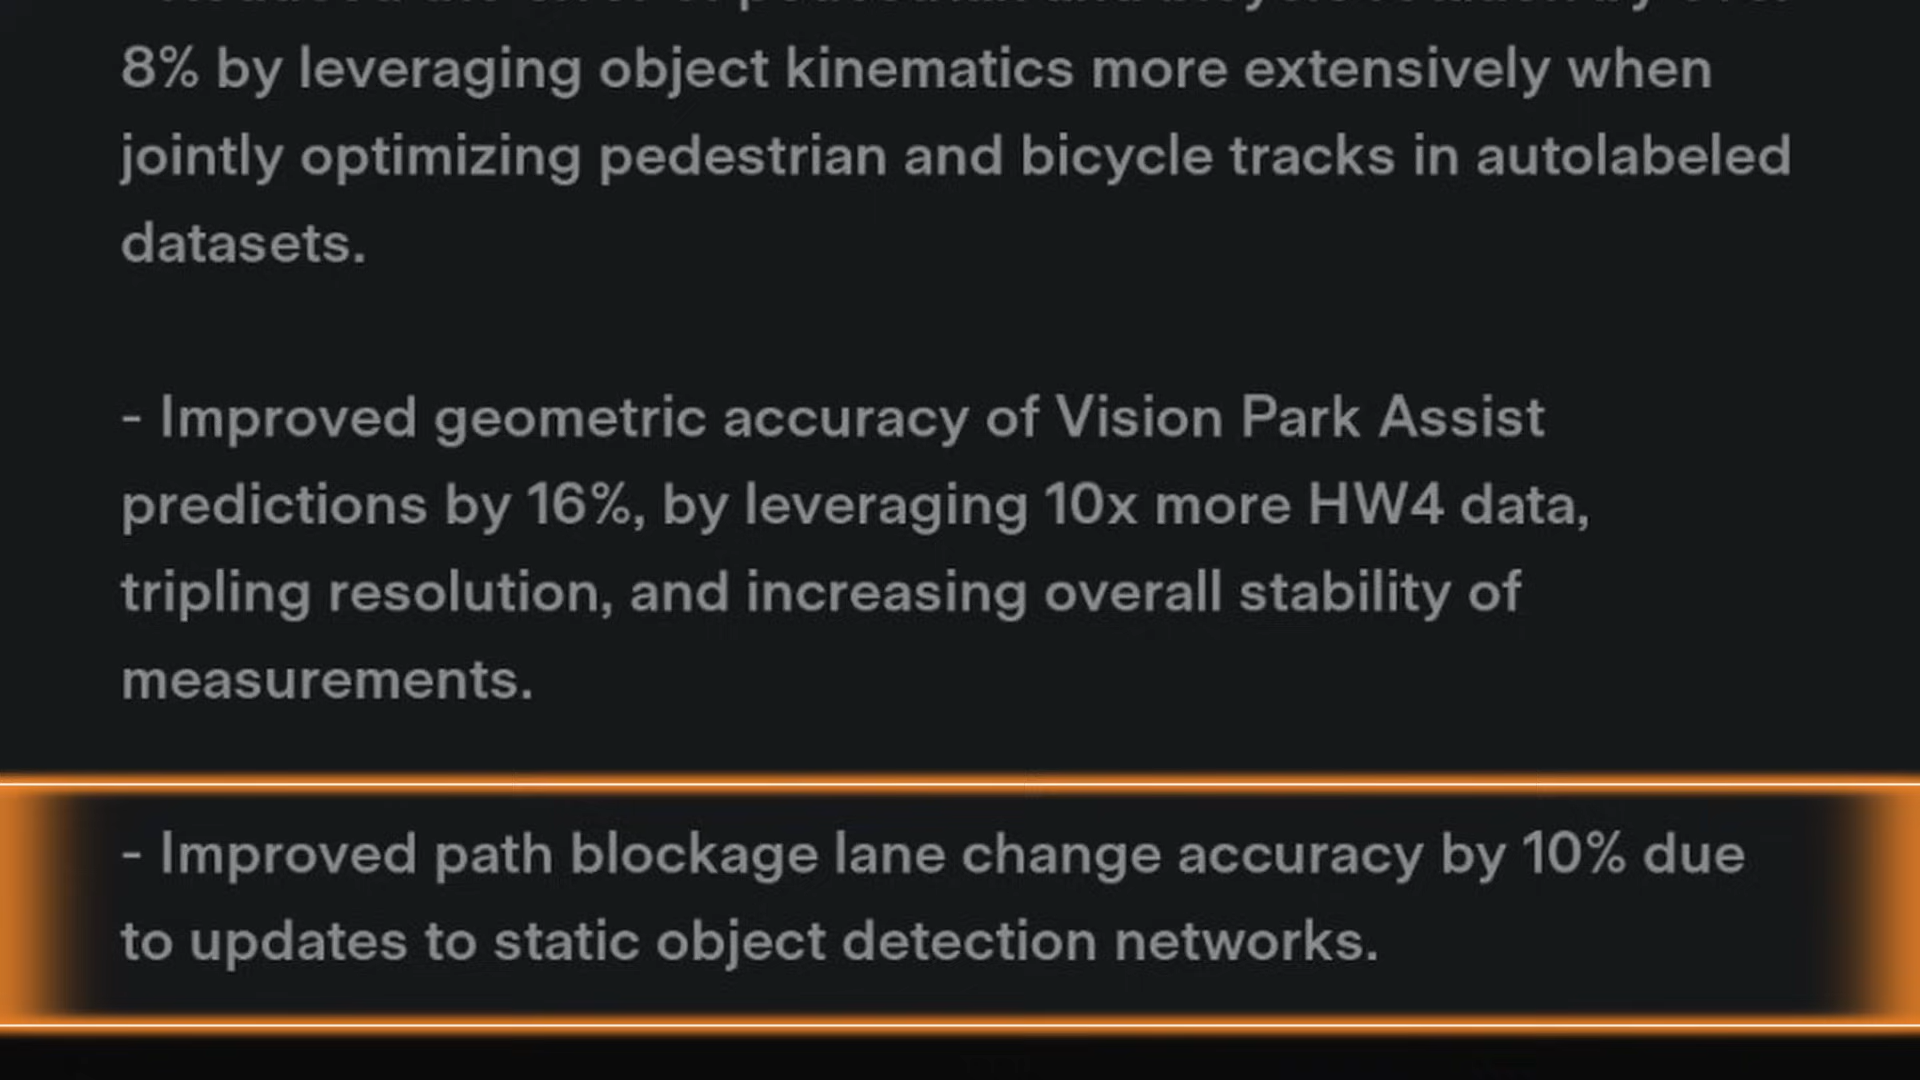 8% by leveraging object kinematics more extensively when
jointly optimizing pedestrian and bicycle tracks in autolabeled
datasets.
- Improved geometric accuracy of Vision Park Assist
predictions by 16%, by leveraging 10x more HW4 data,
tripling resolution, and increasing overall stability of
measurements.
- Improved path blockage lane change accuracy by 10% due
to updates to static object detection networks.